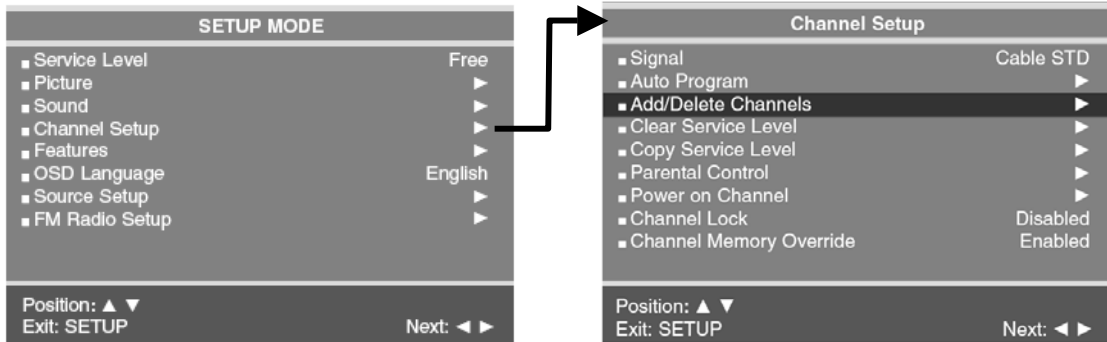 SETUP MODE
Service Level Free
Picture ►
Sound ►
Channel Setup ►
Features ►
OSD Language English
Source Setup ►
FM Radio Setup ►
Position: ▲ ▼
Exit: SETUP Next: ◄ ►
Channel Setup
Signal Cable STD
Auto Program ►
Add/Delete Channels ►
Clear Service Level ►
Copy Service Level ►
Parental Control ►
Power on Channel ►
Channel Lock Disabled
Channel Memory Override Enabled
Position: ▲ ▼
Exit: SETUP Next: ◄ ►